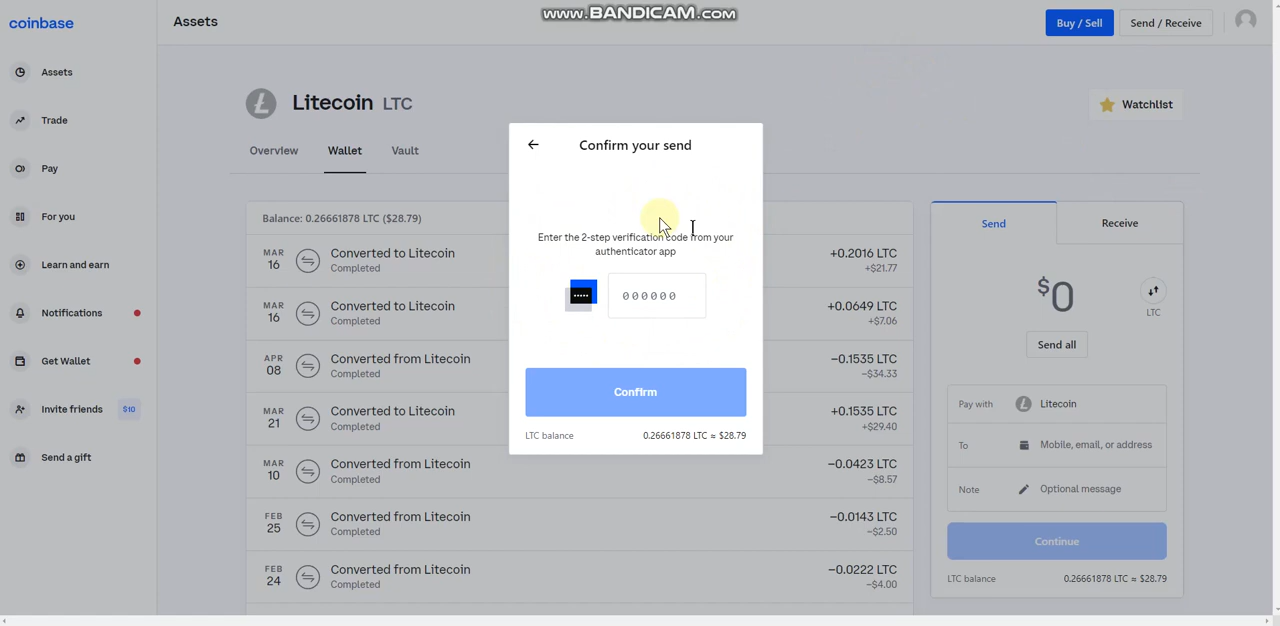 www.BANDICAM.com
coinbase
Assets
Buy / Sell
Send / Receive
Assets
Trade
Pay
For you
Learn and earn
Notifications
Get Wallet
Invite friends
$10
Send a gift
Litecoin LTC
Watchlist
Overview
Wallet
Vault
Balance: 0.26661878 LTC ($28.79)
MAR
16
Converted to Litecoin
Completed
+0.2016 LTC
+$21.77
MAR
16
Converted to Litecoin
Completed
+0.0649 LTC
+$7.06
APR
08
Converted from Litecoin
Completed
−0.1535 LTC
−$34.33
MAR
21
Converted to Litecoin
Completed
+0.1535 LTC
+$29.40
MAR
10
Converted from Litecoin
Completed
−0.0423 LTC
−$8.57
FEB
25
Converted from Litecoin
Completed
−0.0143 LTC
−$2.50
FEB
24
Converted from Litecoin
Completed
−0.0222 LTC
−$4.00
Confirm your send
Enter the 2-step verification code from your
authenticator app
000000
Confirm
LTC balance
0.26661878 LTC ≈ $28.79
Send
Receive
$0
LTC
Send all
Pay with
Litecoin
To
Mobile, email, or address
Note
Optional message
Continue
LTC balance
0.26661878 LTC ≈ $28.79